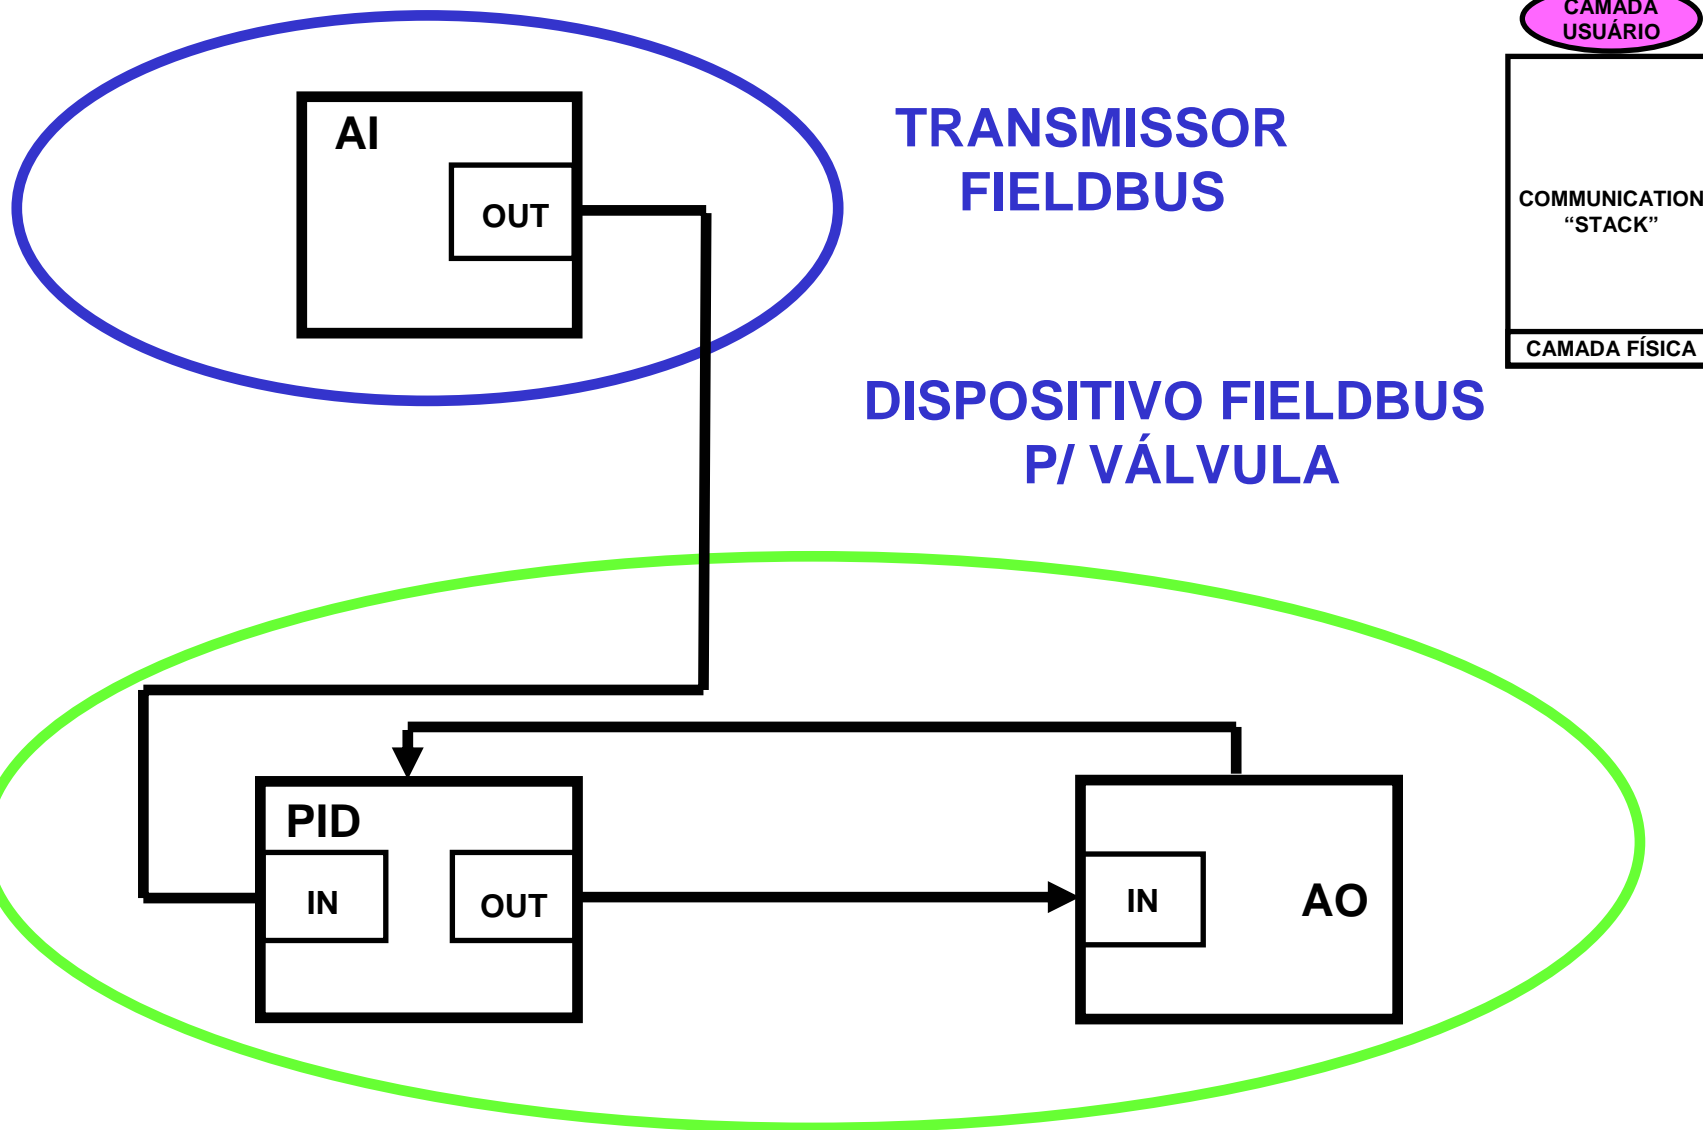 CAMADA
USUÁRIO
AI
OUT
TRANSMISSOR
FIELDBUS
COMMUNICATION
“STACK”
CAMADA FÍSICA
DISPOSITIVO FIELDBUS
P/ VÁLVULA
PID
IN
OUT
IN
AO